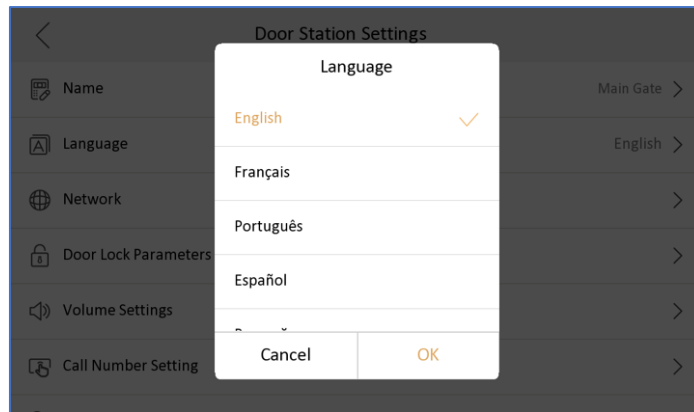 Door Station Settings
Name
Main Gate
Language
English
Network
Door Lock Parameters
Volume Settings
Call Number Setting
Language
English
Français
Português
Español
Cancel
OK